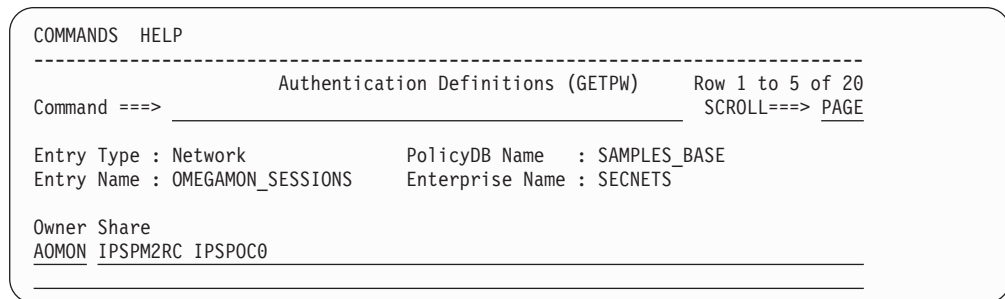 COMMANDS HELP
-------------------------------------------------------------------------------
Authentication Definitions (GETPW) Row 1 to 5 of 20
Command ===> SCROLL===> PAGE
Entry Type : Network PolicyDB Name : SAMPLES_BASE
Entry Name : OMEGAMON_SESSIONS Enterprise Name : SECNETS
Owner Share
AOMON IPSPM2RC IPSPOC0